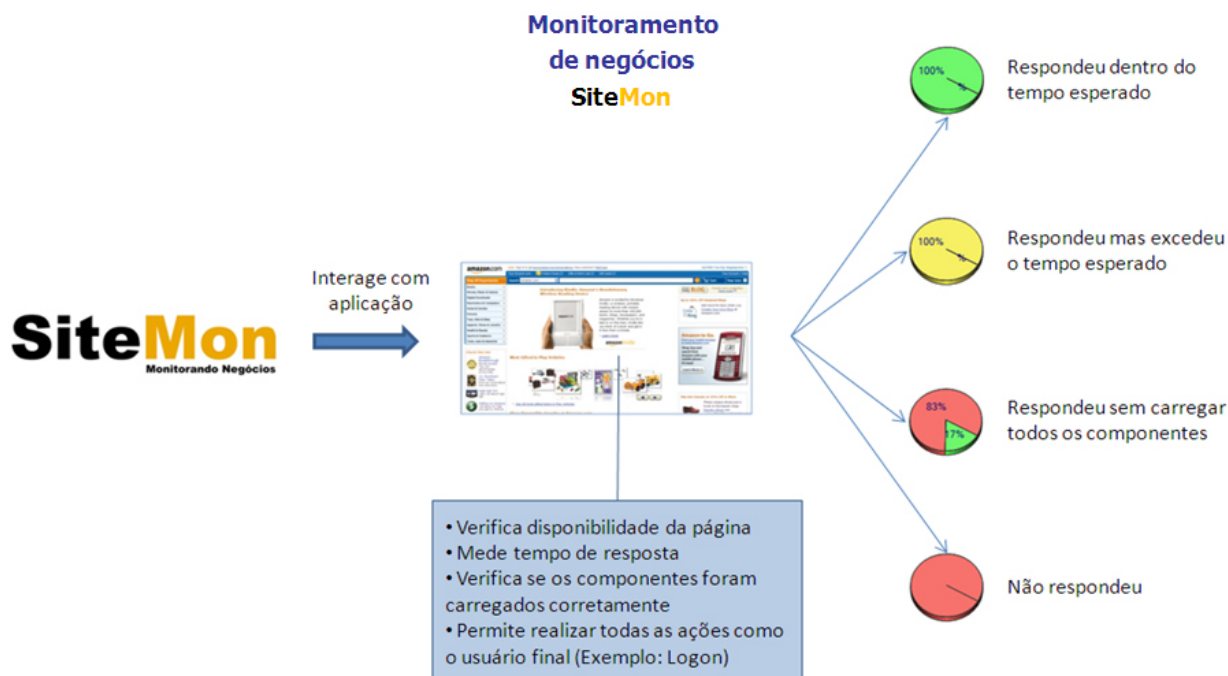 Monitoramento
de negócios
SiteMon
Interage com
aplicação
SiteMon
Monitorando Negócios
amazon.com
• Verifica disponibilidade da página
• Mede tempo de resposta
• Verifica se os componentes foram
carregados corretamente
• Permite realizar todas as ações como
o usuário final (Exemplo: Logon)
100%
%
Respondeu dentro do
tempo esperado
100%
%
Respondeu mas excedeu
o tempo esperado
83%
17%
Respondeu sem carregar
todos os componentes
Não respondeu